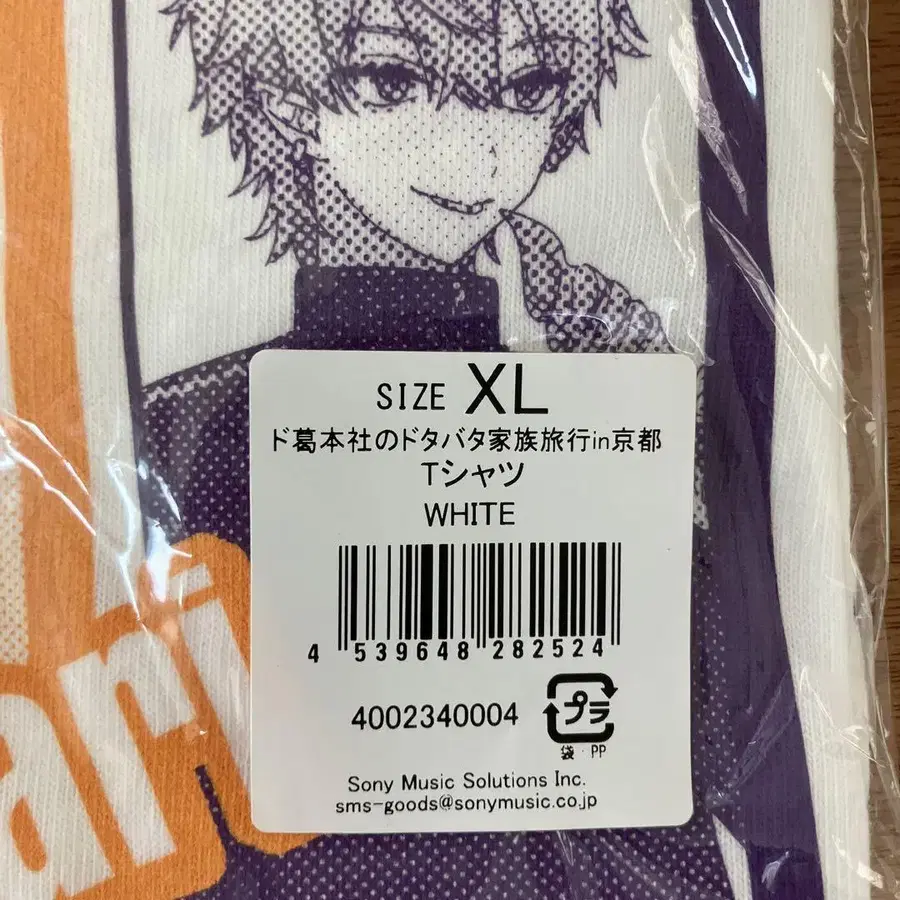 SIZE XL
ド葛本社のドタバタ家族旅行in京都
Tシャツ
WHITE
4 539648 282524
4002340004
プラ
袋・PP
Sony Music Solutions Inc.
sms-goods@sonymusic.co.jp
ari